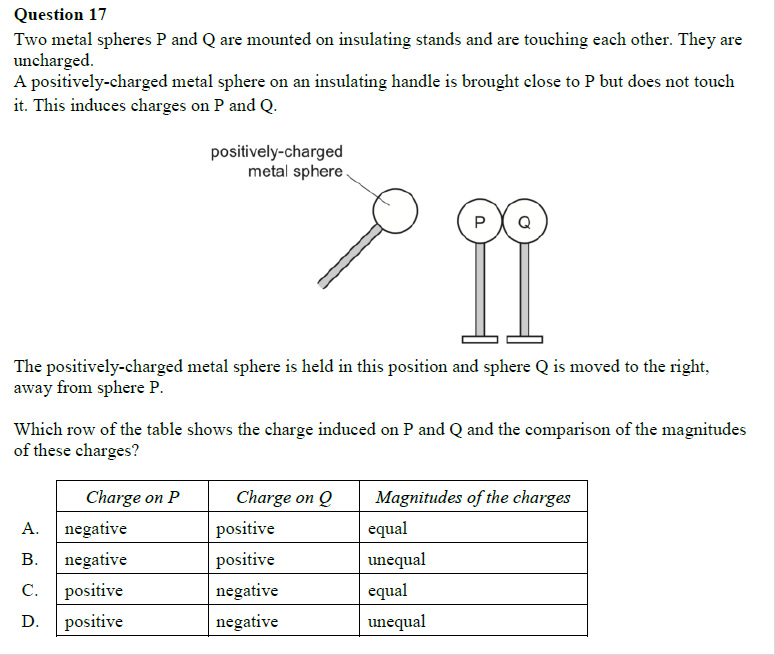 Question 17
Two metal spheres P and Q are mounted on insulating stands and are touching each other. They are
uncharged.
A positively-charged metal sphere on an insulating handle is brought close to P but does not touch
it. This induces charges on P and Q.
positively-charged
metal sphere
P Q
The positively-charged metal sphere is held in this position and sphere Q is moved to the right,
away from sphere P.
Which row of the table shows the charge induced on P and Q and the comparison of the magnitudes
of these charges?
Charge on P Charge on Q Magnitudes of the charges
A. negative positive equal
B. negative positive unequal
C. positive negative equal
D. positive negative unequal